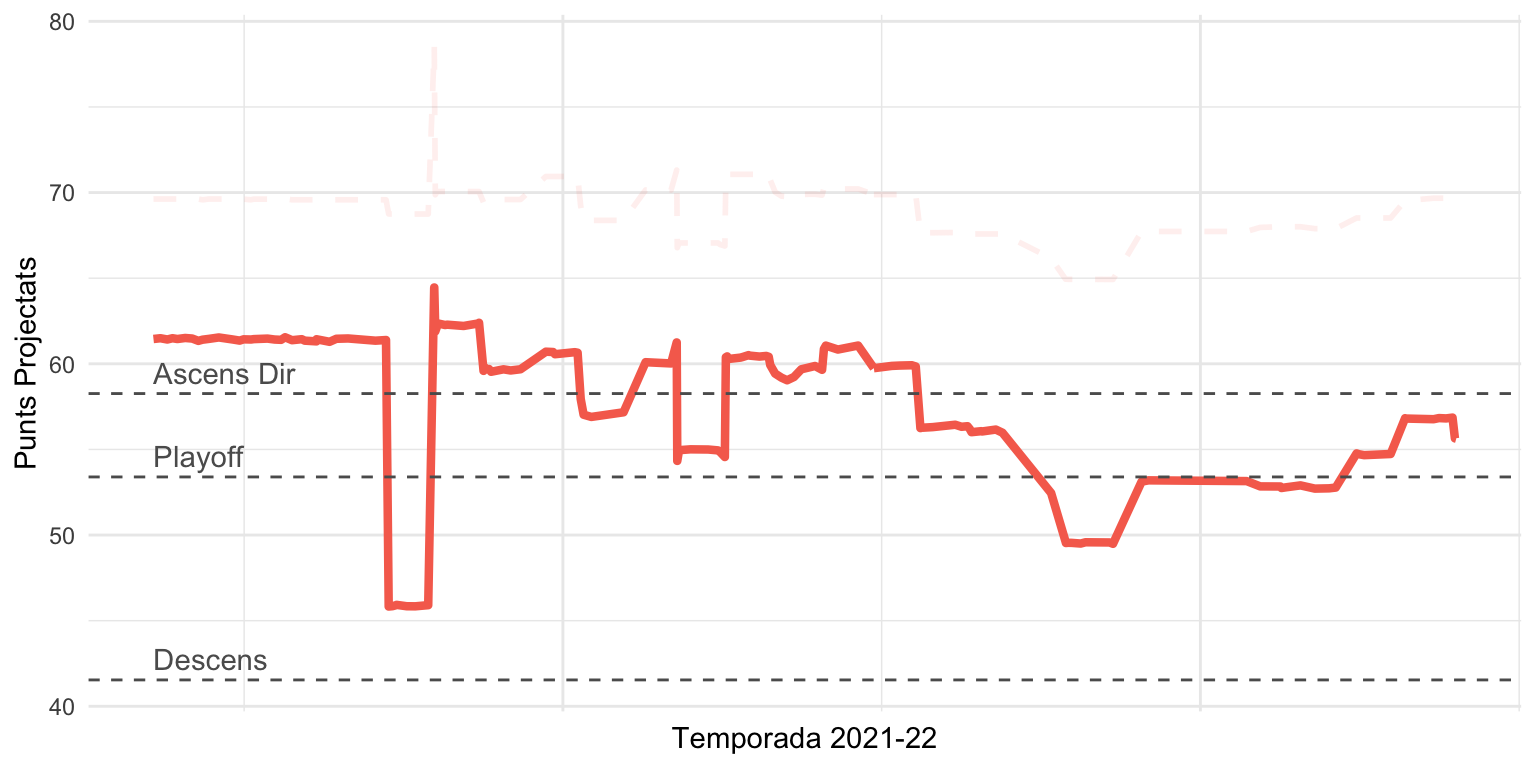 80
70
60
50
40
Punts Projectats
Ascens Dir
Playoff
Descens
Temporada 2021-22